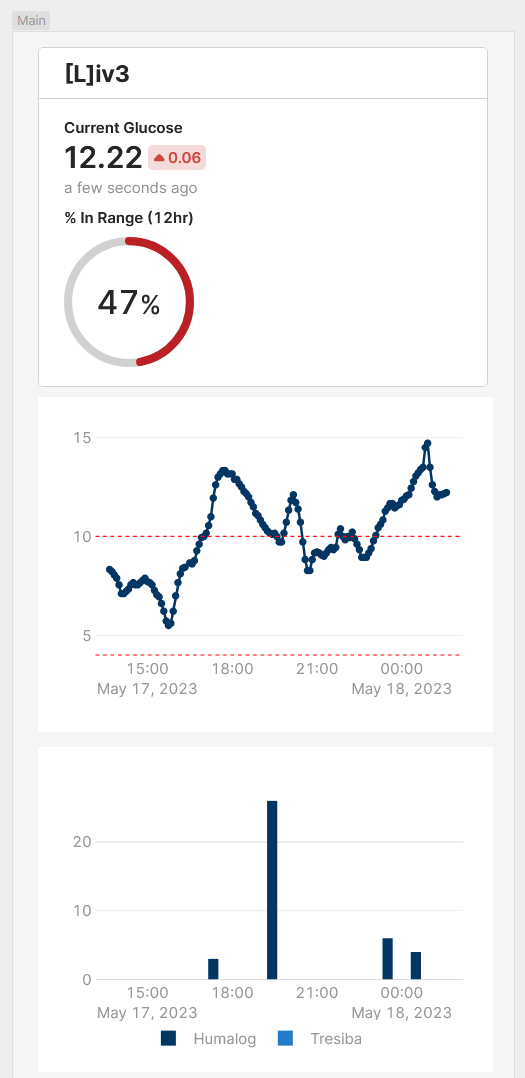 Main
[L]iv3
Current Glucose
12.22 0.06
a few seconds ago
% In Range (12hr)
47%
15
10
5
15:00 18:00 21:00 00:00
May 17, 2023 May 18, 2023
20
10
0
15:00 18:00 21:00 00:00
May 17, 2023 May 18, 2023
Humalog Tresiba